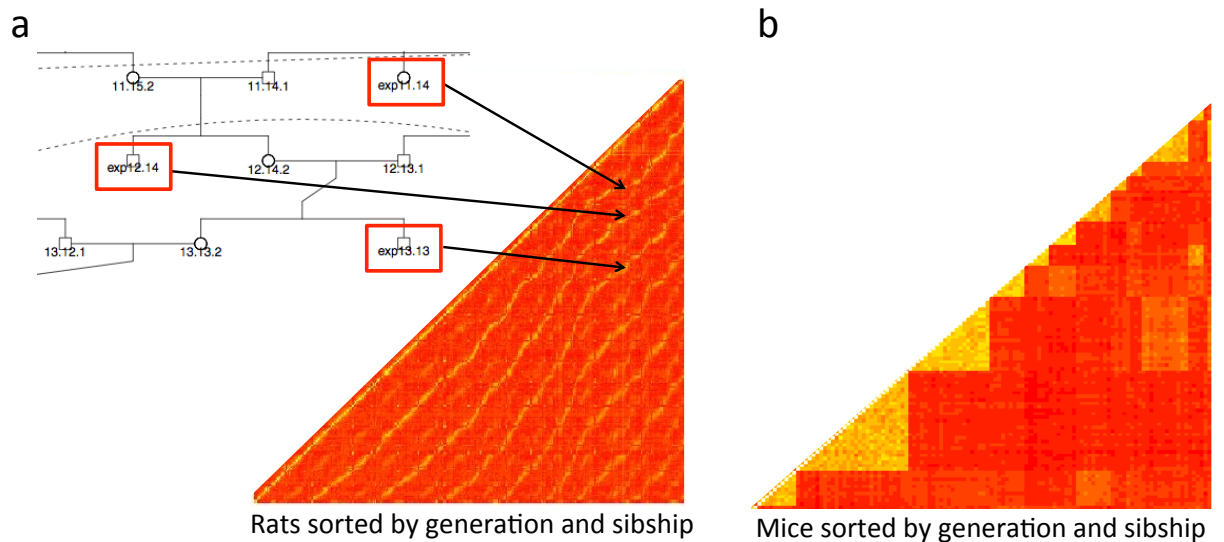 a
b
11.15.2
11.14.1
exp11.14
exp12.14
12.14.2
12.13.1
13.12.1
13.13.2
exp13.13
Rats sorted by generation and sibship
Mice sorted by generation and sibship